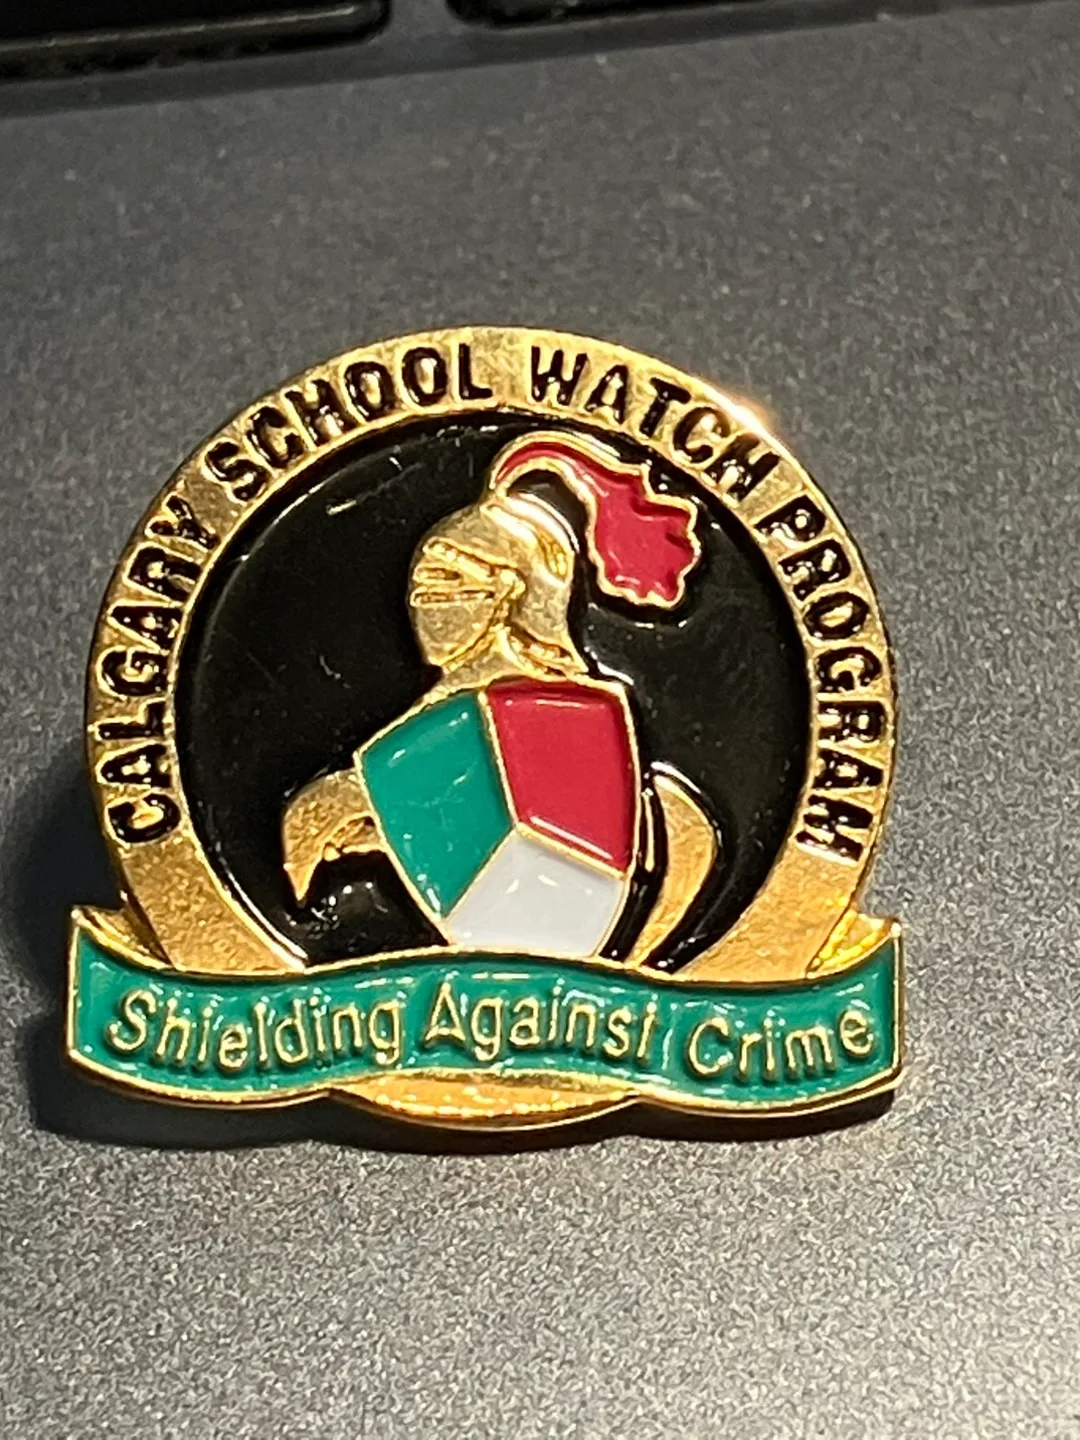 CALGARY SCHOOL WATCH PROGRAM
Shielding Against Crime